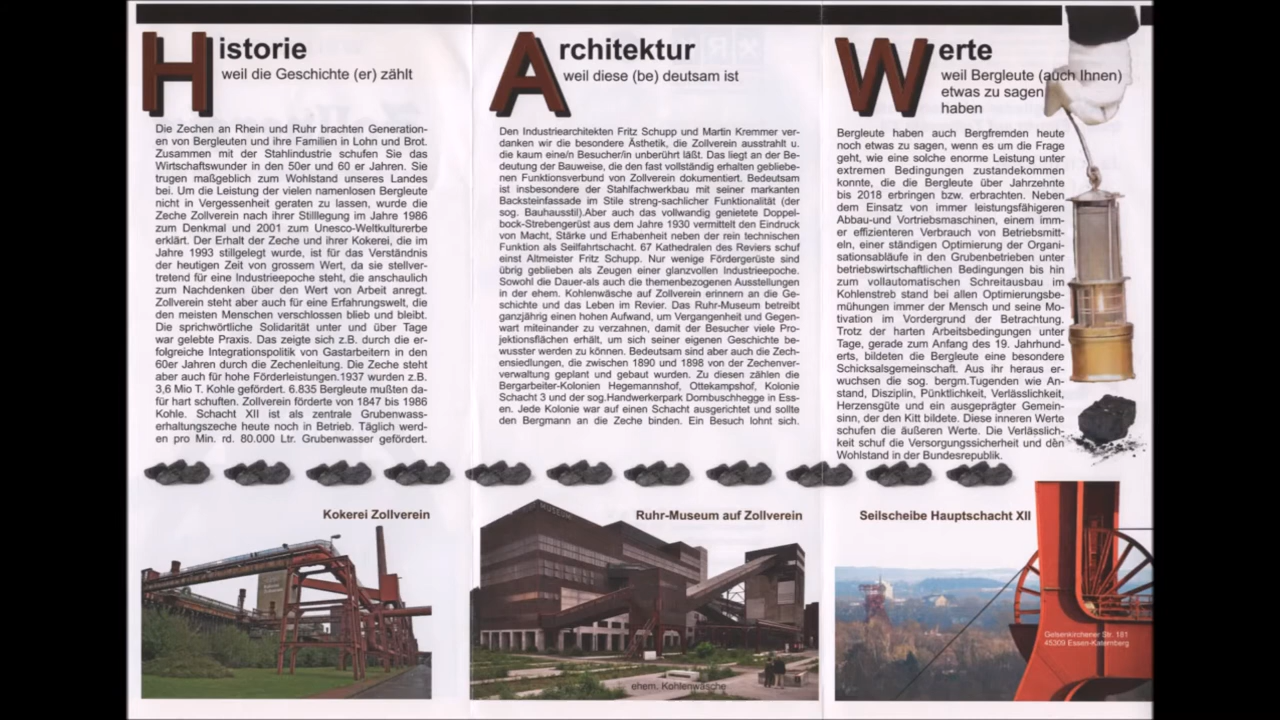 Historie
weil die Geschichte (er) zählt
Die Zechen an Rhein und Ruhr brachten Generation-
en von Bergleuten und ihre Familien in Lohn und Brot.
Zusammen mit der Stahlindustrie schufen Sie das
Wirtschaftswunder in den 50er und 60 er Jahren. Sie
trugen maßgeblich zum Wohlstand unseres Landes
bei. Um die Leistung der vielen namenlosen Bergleute
nicht in Vergessenheit geraten zu lassen, wurde die
Zeche Zollverein nach ihrer Stilllegung im Jahre 1986
zum Denkmal und 2001 zum Unesco-Weltkulturerbe
erklärt. Der Erhalt der Zeche und ihrer Kokerei, die im
Jahre 1993 stillgelegt wurde, ist für das Verständnis
der heutigen Zeit von grossem Wert, da sie stellver-
tretend für eine Industrieepoche steht, die anschaulich
zum Nachdenken über den Wert von Arbeit anregt.
Zollverein steht aber auch für eine Erfahrungswelt, die
den meisten Menschen verschlossen blieb und bleibt.
Die sprichwörtliche Solidarität unter und über Tage
war gelebte Praxis. Das zeigte sich z.B. durch die er-
folgreiche Integrationspolitik von Gastarbeitern in den
60er Jahren durch die Zechenleitung. Die Zeche steht
aber auch für hohe Förderleistungen.1937 wurden z.B.
3,6 Mio T. Kohle gefördert. 6.835 Bergleute mußten da-
für hart schuften. Zollverein förderte von 1847 bis 1986
Kohle. Schacht XII ist als zentrale Grubenwass-
erhaltungszeche heute noch in Betrieb. Täglich werd-
en pro Min. rd. 80.000 Ltr. Grubenwasser gefördert.
Architektur
weil diese (be) deutsam ist
Den Industriearchitekten Fritz Schupp und Martin Kremmer ver-
danken wir die besondere Ästhetik, die Zollverein ausstrahlt u.
die kaum eine/n Besucher/in unberührt läßt. Das liegt an der Be-
deutung der Bauweise, die den fast vollständig erhalten gebliebe-
nen Funktionsverbund von Zollverein dokumentiert. Bedeutsam
ist insbesondere der Stahlfachwerkbau mit seiner markanten
Backsteinfassade im Stile streng-sachlicher Funktionalität (der
sog. Bauhausstil).Aber auch das vollwandig genietete Doppel-
bock-Strebengerüst aus dem Jahre 1930 vermittelt den Eindruck
von Macht, Stärke und Erhabenheit neben der rein technischen
Funktion als Seilfahrtschacht. 67 Kathedralen des Reviers schuf
einst Altmeister Fritz Schupp. Nur wenige Fördergerüste sind
übrig geblieben als Zeugen einer glanzvollen Industrieepoche.
Sowohl die Dauer-als auch die themenbezogenen Ausstellungen
in der ehem. Kohlenwäsche auf Zollverein erinnern an die Ge-
schichte und das Leben im Revier. Das Ruhr-Museum betreibt
ganzjährig einen hohen Aufwand, um Vergangenheit und Gegen-
wart miteinander zu verzahnen, damit der Besucher viele Pro-
jektionsflächen erhält, um sich seiner eigenen Geschichte be-
wusster werden zu können. Bedeutsam sind aber auch die Zech-
ensiedlungen, die zwischen 1890 und 1898 von der Zechenver-
verwaltung geplant und gebaut wurden. Zu diesen zählen die
Bergarbeiter-Kolonien Hegemannshof, Ottekampshof, Kolonie
Schacht 3 und der sog.Handwerkerpark Dornbuschhegge in Ess-
en. Jede Kolonie war auf einen Schacht ausgerichtet und sollte
den Bergmann an die Zeche binden. Ein Besuch lohnt sich.
Werte
weil Bergleute (auch Ihnen)
etwas zu sagen
haben
Bergleute haben auch Bergfremden heute
noch etwas zu sagen, wenn es um die Frage
geht, wie eine solche enorme Leistung unter
extremen Bedingungen zustandekommen
konnte, die die Bergleute über Jahrzehnte
bis 2018 erbringen bzw. erbrachten. Neben
dem Einsatz von immer leistungsfähigeren
Abbau-und Vortriebsmaschinen, einem imm-
er effizienteren Verbrauch von Betriebsmitt-
eln, einer ständigen Optimierung der Organi-
sationsabläufe in den Grubenbetrieben unter
betriebswirtschaftlichen Bedingungen bis hin
zum vollautomatischen Schreitausbau im
Kohlenstreb stand bei allen Optimierungsbe-
mühungen immer der Mensch und seine Mo-
tivation im Vordergrund der Betrachtung.
Trotz der harten Arbeitsbedingungen unter
Tage, gerade zum Anfang des 19. Jahrhund-
erts, bildeten die Bergleute eine besondere
Schicksalsgemeinschaft. Aus ihr heraus er-
wuchsen die sog. bergm.Tugenden wie An-
stand, Disziplin, Pünktlichkeit, Verlässlichkeit,
Herzensgüte und ein ausgeprägter Gemein-
sinn, der den Kitt bildete. Diese inneren Werte
schufen die äußeren Werte. Die Verlässlich-
keit schuf die Versorgungssicherheit und den
Wohlstand in der Bundesrepublik.
Kokerei Zollverein
Ruhr-Museum auf Zollverein
ehem. Kohlenwäsche
Seilscheibe Hauptschacht XII
Gelsenkirchener Str. 181
45309 Essen-Katernberg